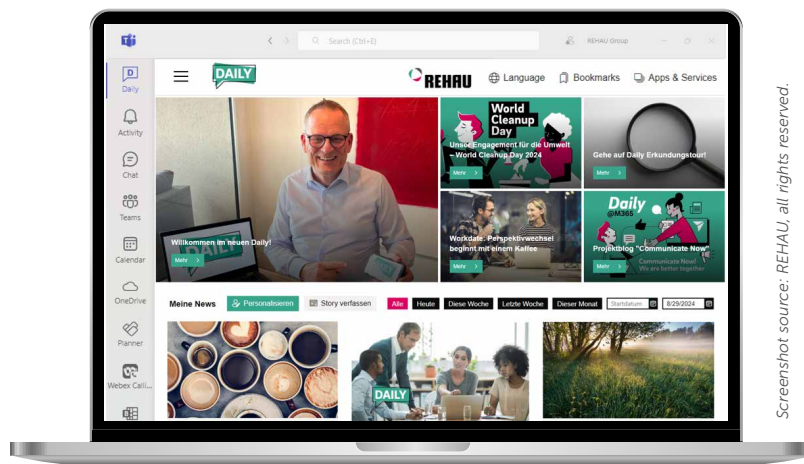 Search (Ctrl+E)
REHAU Group
D
Daily
Activity
Chat
Teams
Calendar
OneDrive
Planner
Webex Calli...
DAILY
REHAU
Language
Bookmarks
Apps & Services
Willkommen im neuen Daily!
Mehr >
World
Cleanup
Day
Unser Engagement für die Umwelt
– World Cleanup Day 2024
Mehr >
Gehe auf Daily Erkundungstour!
Mehr >
Workdate: Perspektivwechsel
beginnt mit einem Kaffee
Mehr >
Daily
@M365
Projektblog "Communicate Now"
Communicate Now!
We are better together
Mehr >
Meine News
Personalisieren
Story verfassen
Alle
Heute
Diese Woche
Letzte Woche
Dieser Monat
Startdatum
8/29/2024
DAILY
Screenshot source: REHAU, all rights reserved.